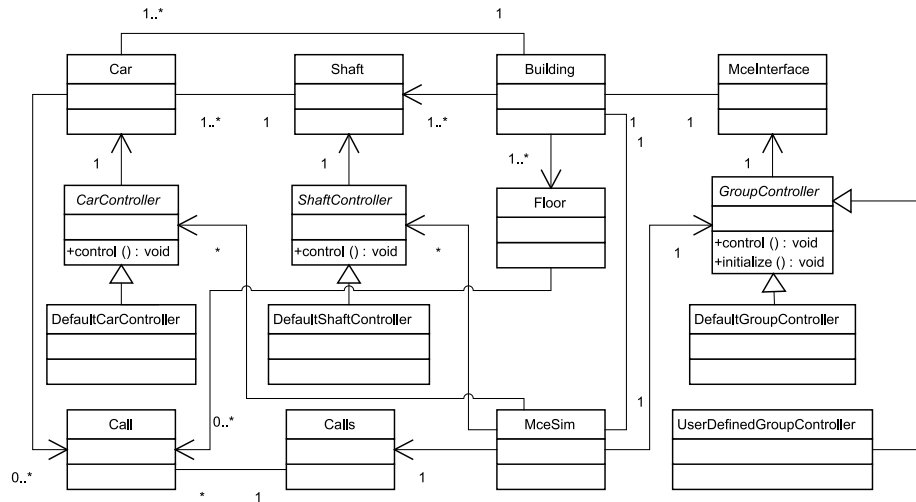 1..*
1
Car
Shaft
Building
MceInterface
1..*
1
1..*
1
1
1
1..*
1
1
1
CarController
ShaftController
Floor
GroupController
*
*
1
+control () : void
+control () : void
+control () : void
+initialize () : void
DefaultCarController
DefaultShaftController
DefaultGroupController
1
0..*
Call
Calls
MceSim
UserDefinedGroupController
0..*
1
*
1